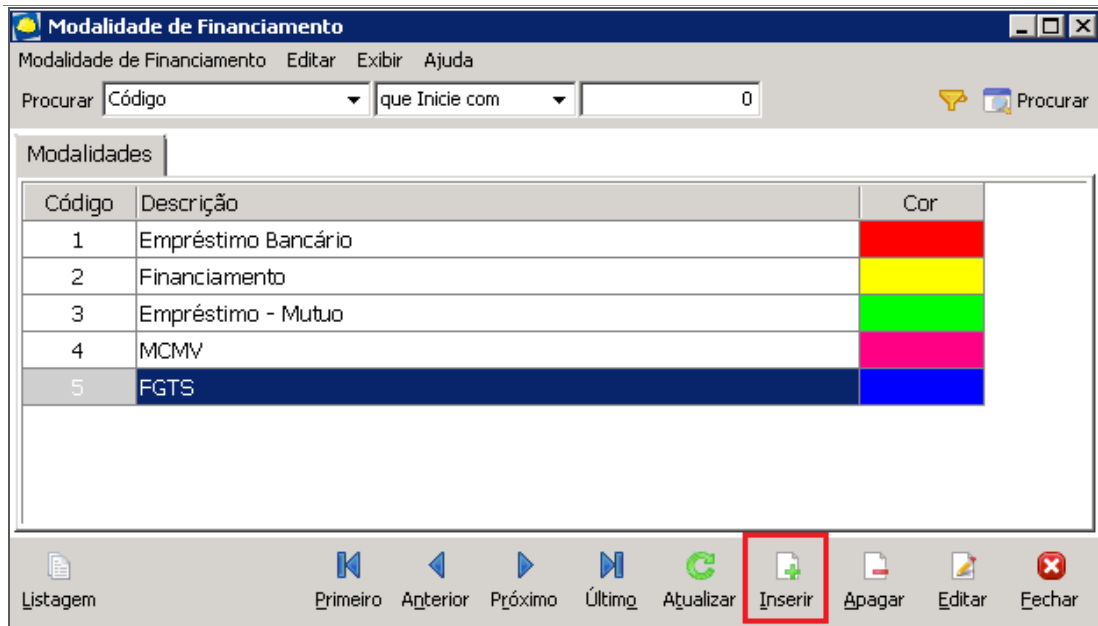 Modalidade de Financiamento
Modalidade de Financiamento Editar Exibir Ajuda
Procurar Código que Inicie com 0 Procurar
Modalidades
Código Descrição Cor
1 Empréstimo Bancário
2 Financiamento
3 Empréstimo - Mutuo
4 MCMV
5 FGTS
Listagem Primeiro Anterior Próximo Último Atualizar Inserir Apagar Editar Fechar